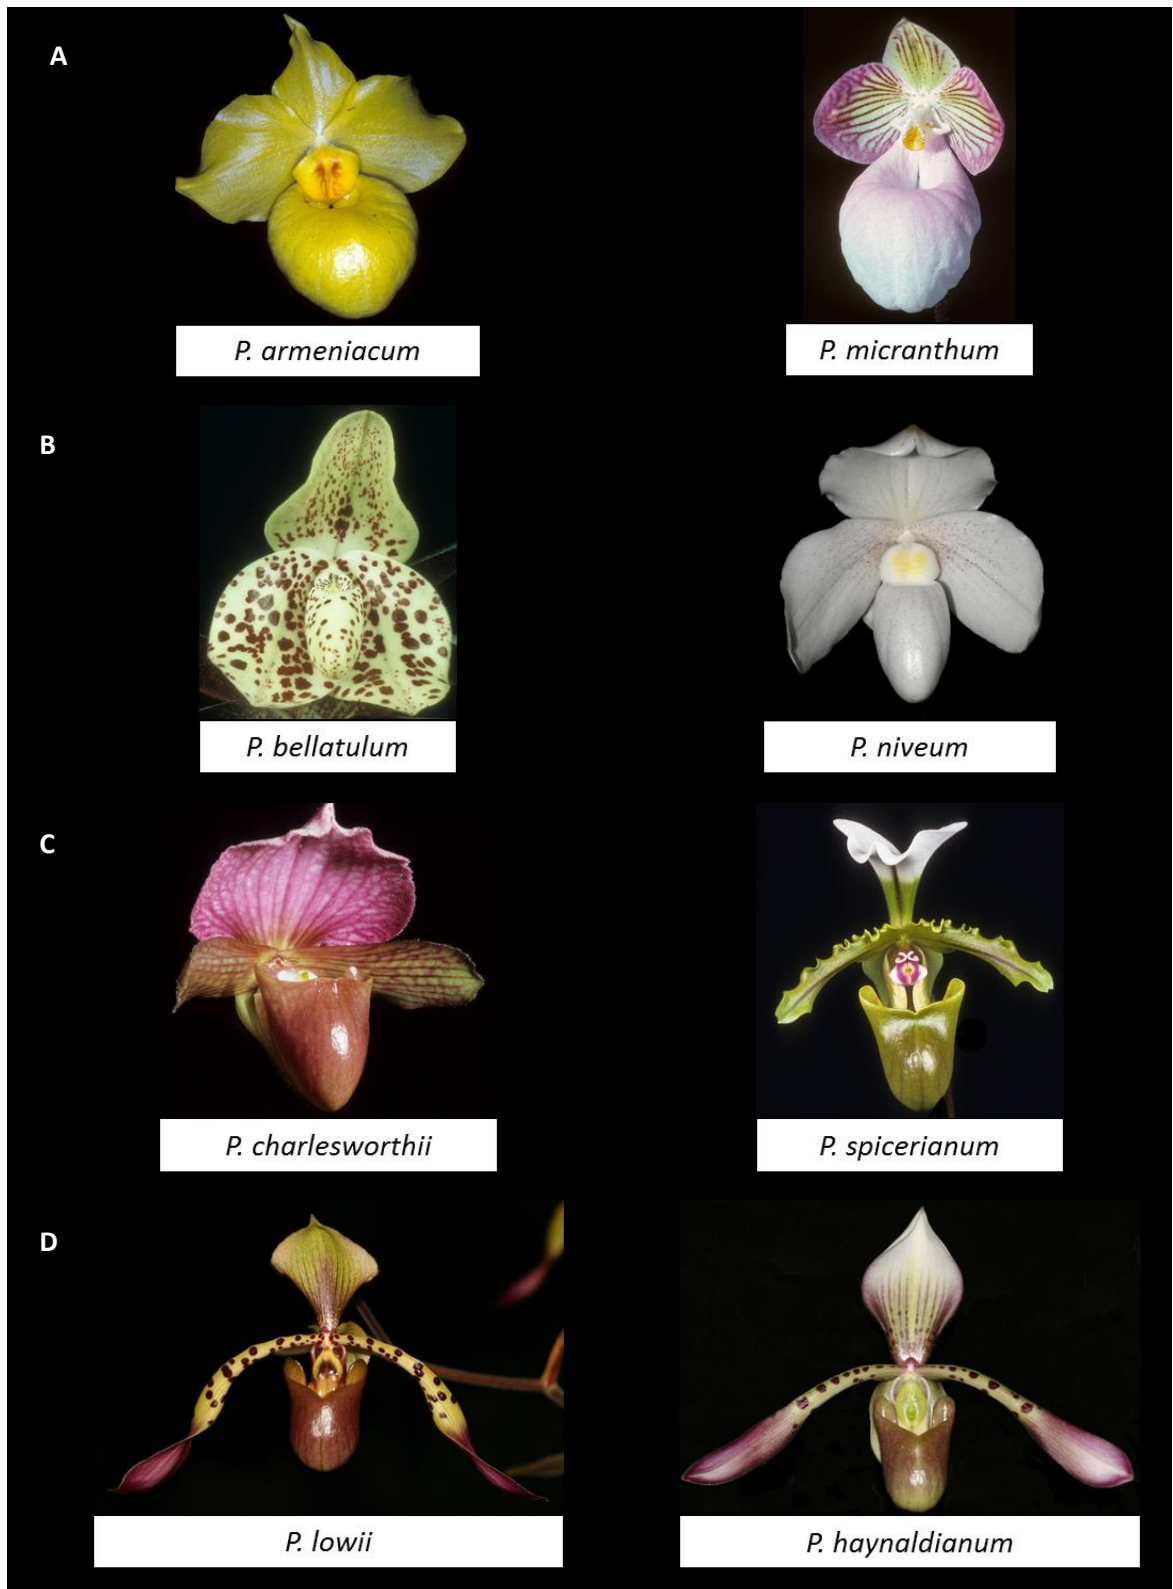 A
P. armeniacum
P. micranthum
B
P. bellatulum
P. niveum
C
P. charlesworthii
P. spicerianum
D
P. lowii
P. haynaldianum